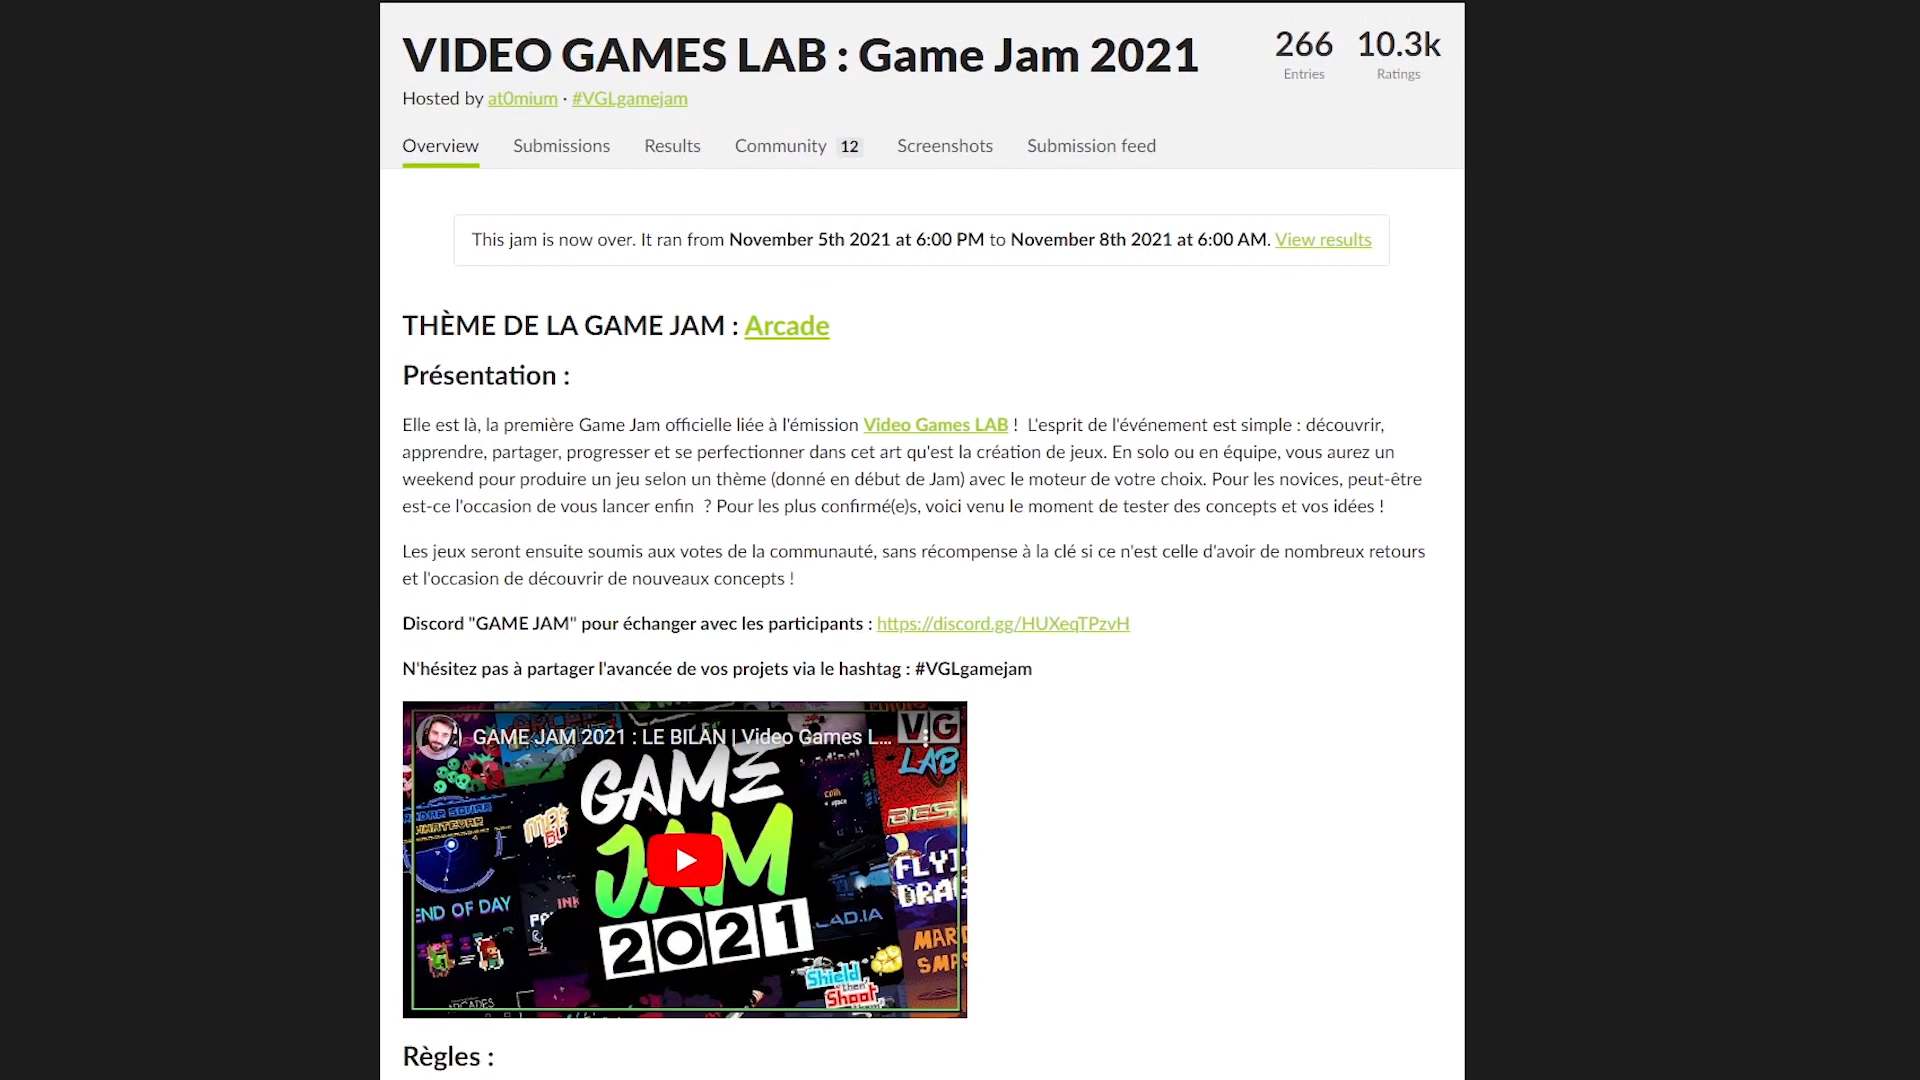 VIDEO GAMES LAB : Game Jam 2021
266
Entries
10.3k
Ratings
Hosted by at0mium · #VGLgamejam
Overview
Submissions
Results
Community 12
Screenshots
Submission feed
This jam is now over. It ran from November 5th 2021 at 6:00 PM to November 8th 2021 at 6:00 AM. View results
THÈME DE LA GAME JAM : Arcade
Présentation :
Elle est là, la première Game Jam officielle liée à l'émission Video Games LAB ! L'esprit de l'événement est simple : découvrir,
apprendre, partager, progresser et se perfectionner dans cet art qu'est la création de jeux. En solo ou en équipe, vous aurez un
weekend pour produire un jeu selon un thème (donné en début de Jam) avec le moteur de votre choix. Pour les novices, peut-être
est-ce l'occasion de vous lancer enfin ? Pour les plus confirmé(e)s, voici venu le moment de tester des concepts et vos idées !
Les jeux seront ensuite soumis aux votes de la communauté, sans récompense à la clé si ce n'est celle d'avoir de nombreux retours
et l'occasion de découvrir de nouveaux concepts !
Discord "GAME JAM" pour échanger avec les participants : https://discord.gg/HUXeqTPzvH
N'hésitez pas à partager l'avancée de vos projets via le hashtag : #VGLgamejam
GAME JAM 2021 : LE BILAN | Video Games L...
VG
LAB
GAME
JAM
2021
END OF DAY
FLYI
DRAG
LAD.IA
Shield
then
Shoot
ARCADES
Règles :